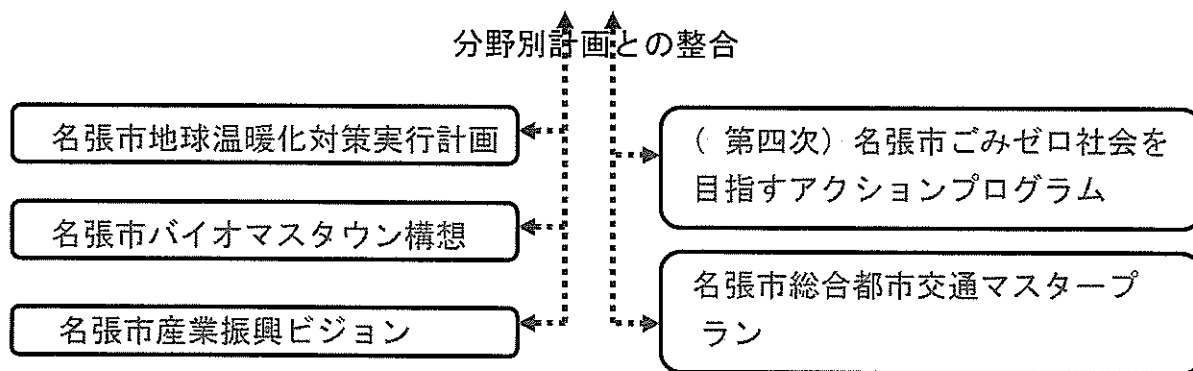 分野別計画との整合
名張市地球温暖化対策実行計画
名張市バイオマスタウン構想
名張市産業振興ビジョン
(第四次)名張市ごみゼロ社会を
目指すアクションプログラム
名張市総合都市交通マスタープ
ラン